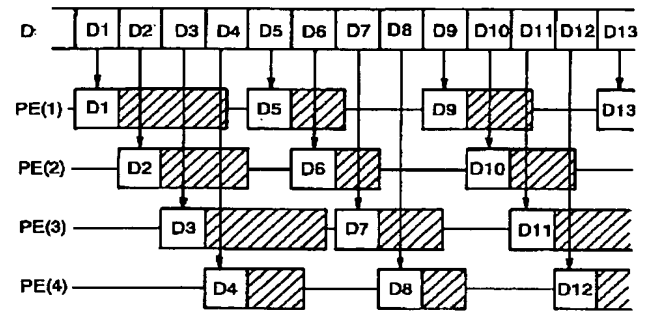 D: D1 D2 D3 D4 D5 D6 D7 D8 D9 D10 D11 D12 D13
PE(1) D1 D5 D9 D13
PE(2) D2 D6 D10
PE(3) D3 D7 D11
PE(4) D4 D8 D12